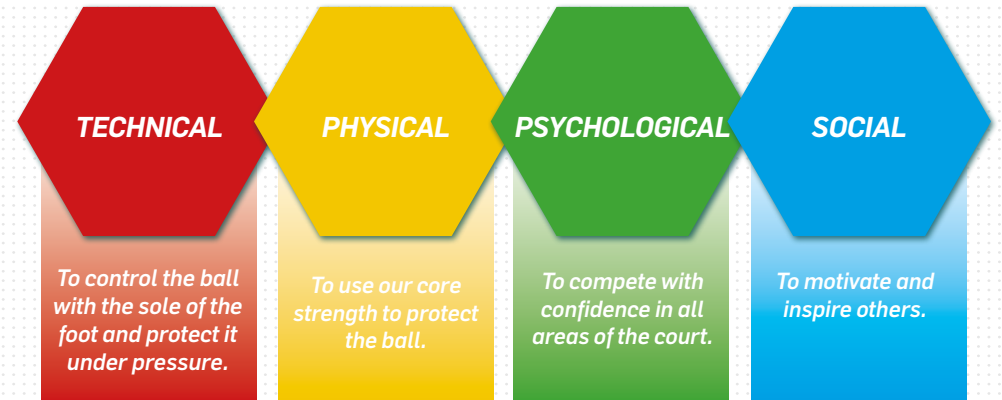 TECHNICAL
PHYSICAL
PSYCHOLOGICAL
SOCIAL
To control the ball
with the sole of the
foot and protect it
under pressure.
To use our core
strength to protect
the ball.
To compete with
confidence in all
areas of the court.
To motivate and
inspire others.